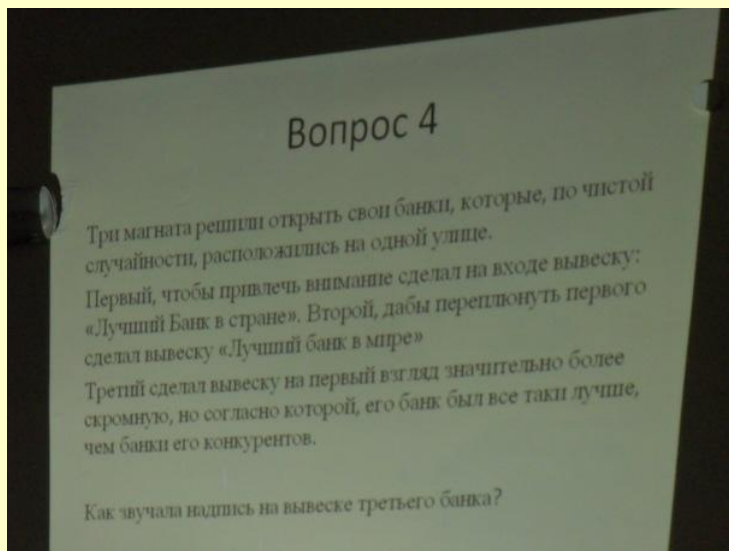 Вопрос 4
Три магната решили открыть свои банки, которые, по чистой
случайности, расположились на одной улице.
Первый, чтобы привлечь внимание сделал на входе вывеску:
«Лучший Банк в стране». Второй, дабы переплюнуть первого
сделал вывеску «Лучший банк в мире»
Третий сделал вывеску на первый взгляд значительно более
скромную, но согласно которой, его банк был все таки лучше,
чем банки его конкурентов.
Как звучала надпись на вывеске третьего банка?